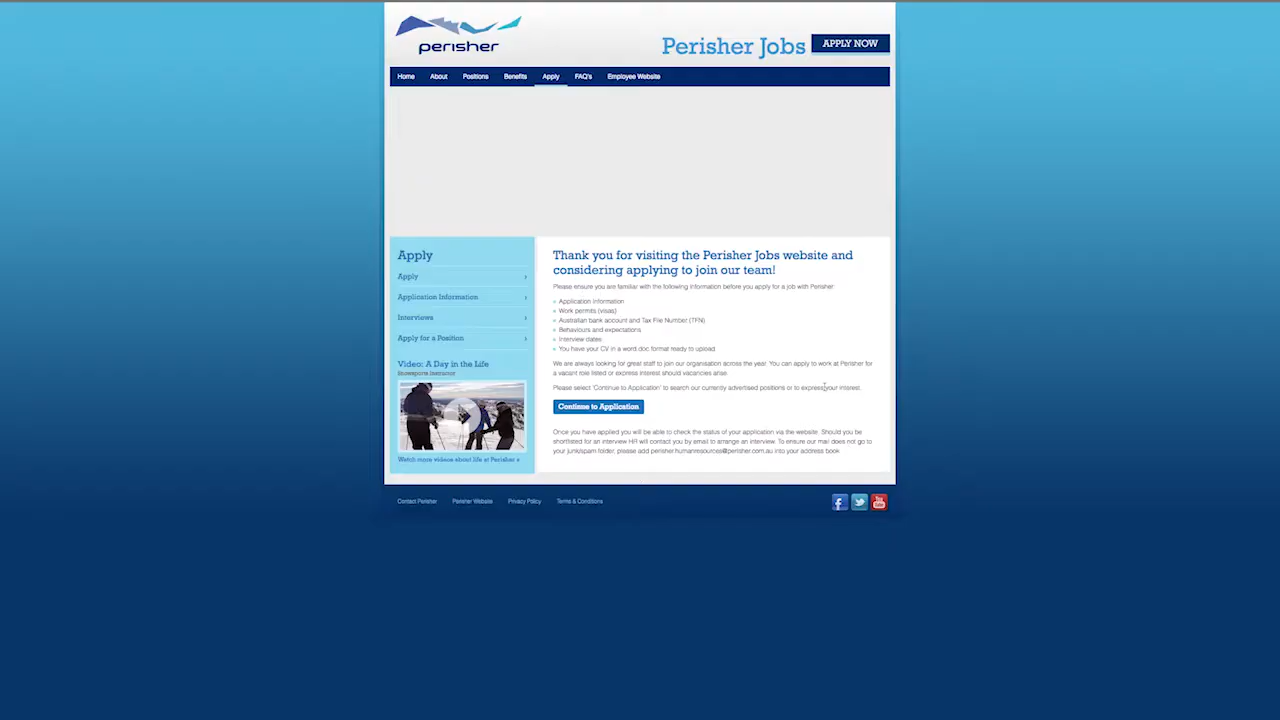 perisher
Perisher Jobs
APPLY NOW
Home About Positions Benefits Apply FAQ's Employee Website
Apply
Apply
Application Information
Interviews
Apply for a Position
Video: A Day in the Life
Snowsports Instructor
Watch more videos about life at Perisher »
Thank you for visiting the Perisher Jobs website and
considering applying to join our team!
Please ensure you are familiar with the following information before you apply for a job with Perisher:
Application Information
Work permits (visas)
Australian bank account and Tax File Number (TFN)
Behaviours and expectations
Interview dates
You have your CV in a word.doc format ready to upload
We are always looking for great staff to join our organisation across the year. You can apply to work at Perisher for
a vacant role listed or express interest should vacancies arise.
Please select 'Continue to Application' to search our currently advertised positions or to express your interest.
Continue to Application
Once you have applied you will be able to check the status of your application via the website. Should you be
shortlisted for an interview HR will contact you by email to arrange an interview. To ensure our mail does not go to
your junk/spam folder, please add perisher.humanresources@perisher.com.au into your address book.
Contact Perisher Perisher Website Privacy Policy Terms & Conditions
You
Tube